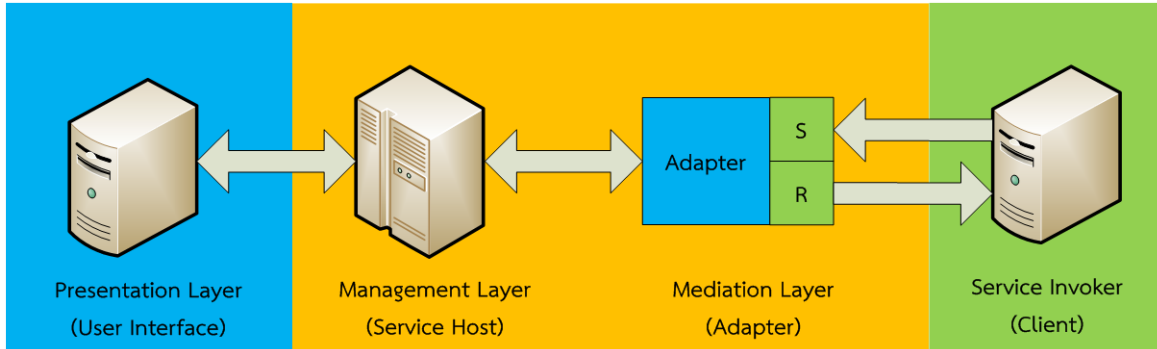 Adapter
S
R
Presentation Layer
(User Interface)
Management Layer
(Service Host)
Mediation Layer
(Adapter)
Service Invoker
(Client)